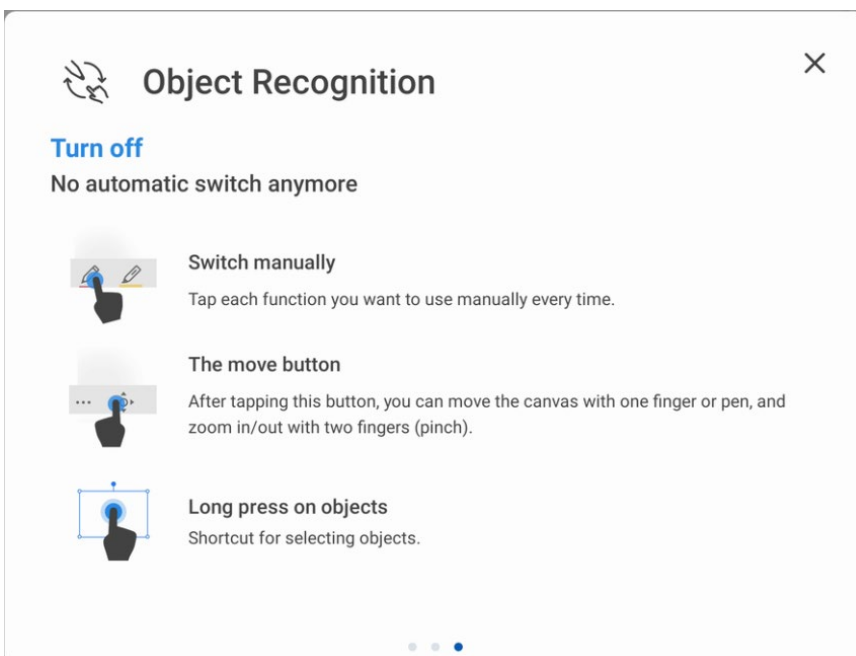 Object Recognition
Turn off
No automatic switch anymore
Switch manually
Tap each function you want to use manually every time.
The move button
After tapping this button, you can move the canvas with one finger or pen, and
zoom in/out with two fingers (pinch).
Long press on objects
Shortcut for selecting objects.